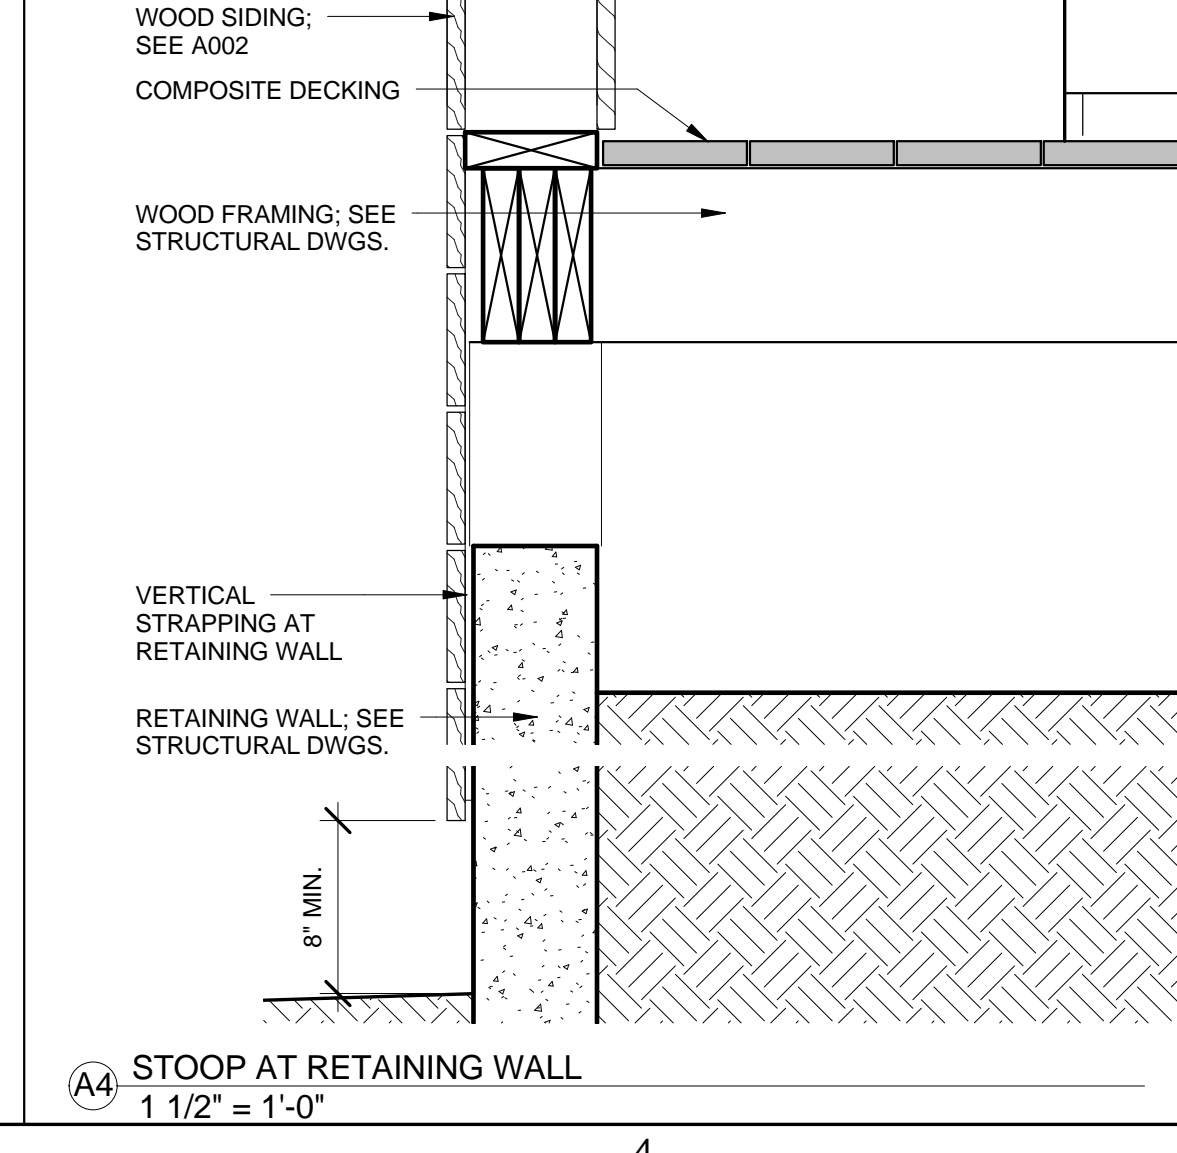 WOOD SIDING;
SEE A002
COMPOSITE DECKING
WOOD FRAMING; SEE
STRUCTURAL DWGS.
VERTICAL
STRAPPING AT
RETAINING WALL
RETAINING WALL; SEE
STRUCTURAL DWGS.
8" MIN.
A4
STOOP AT RETAINING WALL
1 1/2" = 1'-0"
4